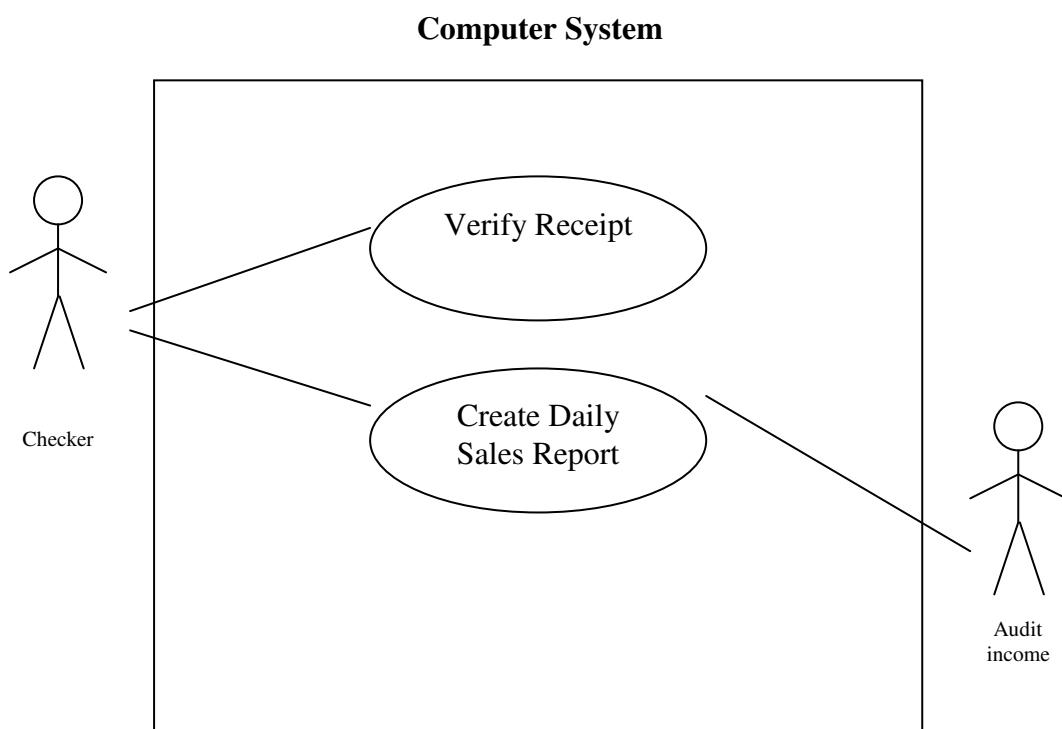 Computer System
Verify Receipt
Create Daily
Sales Report
Checker
Audit
income